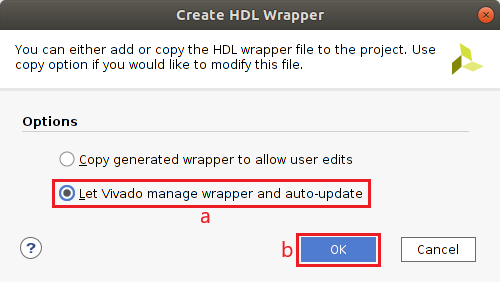 Create HDL Wrapper
You can either add or copy the HDL wrapper file to the project. Use
copy option if you would like to modify this file.
Options
Copy generated wrapper to allow user edits
Let Vivado manage wrapper and auto-update
a
?
b
OK
Cancel